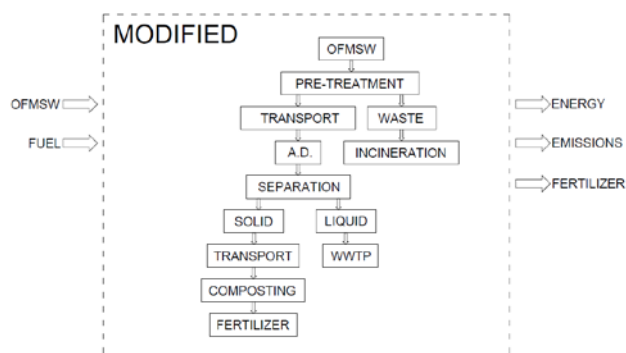 MODIFIED
OFMSW
PRE-TREATMENT
OFMSW
ENERGY
TRANSPORT
WASTE
FUEL
A.D.
INCINERATION
EMISSIONS
SEPARATION
FERTILIZER
SOLID
LIQUID
TRANSPORT
WWTP
COMPOSTING
FERTILIZER